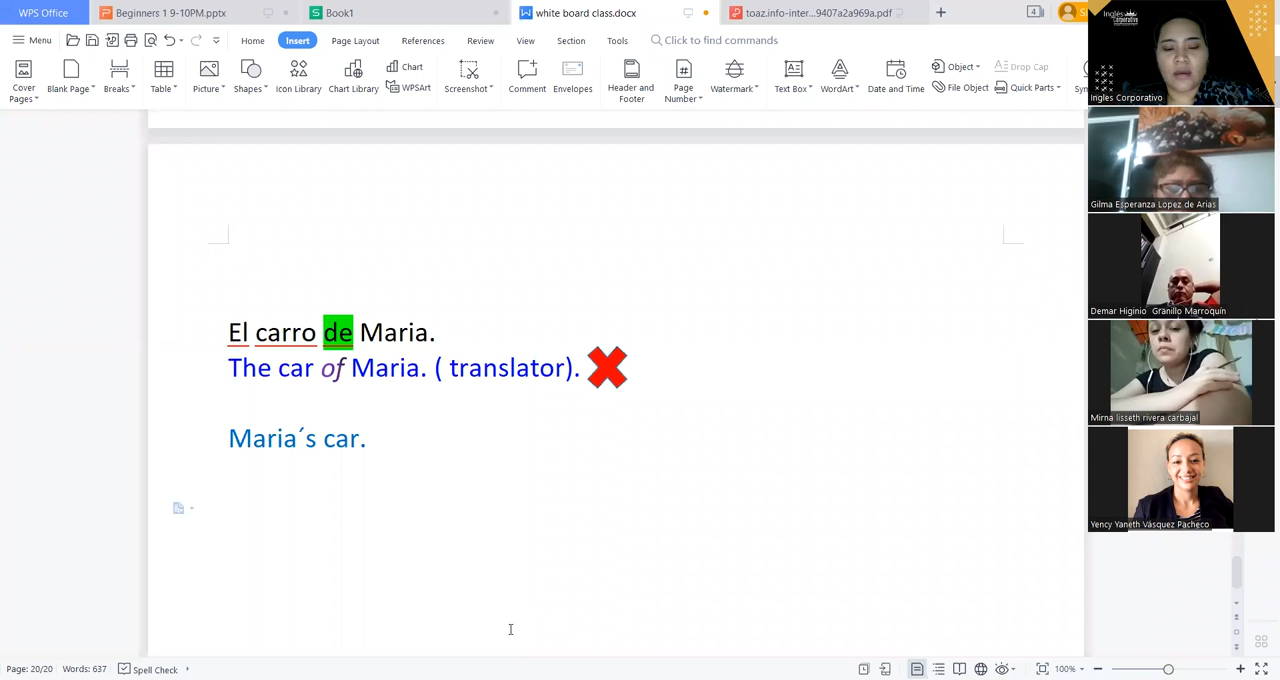 WPS Office
Beginners 1 9-10PM.pptx
Book1
white board class.docx
toaz.info-inter...9407a2a969a.pdf
4
Menu
Home
Insert
Page Layout
References
Review
View
Section
Tools
Click to find commands
Cover Pages
Blank Page
Breaks
Table
Picture
Shapes
Icon Library
Chart Library
Chart
WPSArt
Screenshot
Comment
Envelopes
Header and Footer
Page Number
Watermark
Text Box
WordArt
Date and Time
Object
File Object
Drop Cap
Quick Parts
El carro de Maria.
The car of Maria. ( translator).
Maria´s car.
Inglés Corporativo
Ingles Corporativo
Gilma Esperanza Lopez de Arias
Demar Higinio Granillo Marroquín
Mirna lisseth rivera carbajal
Yency Yaneth Vásquez Pacheco
Page: 20/20
Words: 637
Spell Check
100%